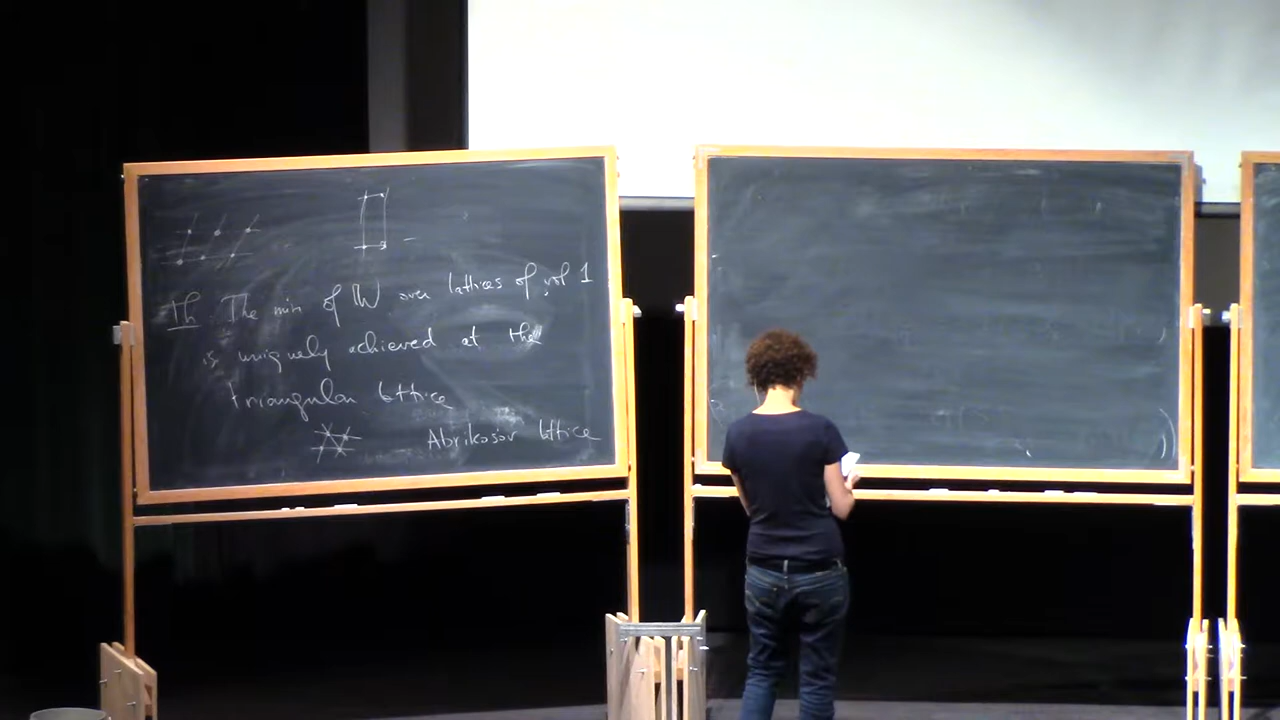 Th. The min of W over lattices of vol 1
is uniquely achieved at the
triangular lattice
Abrikosov lattice